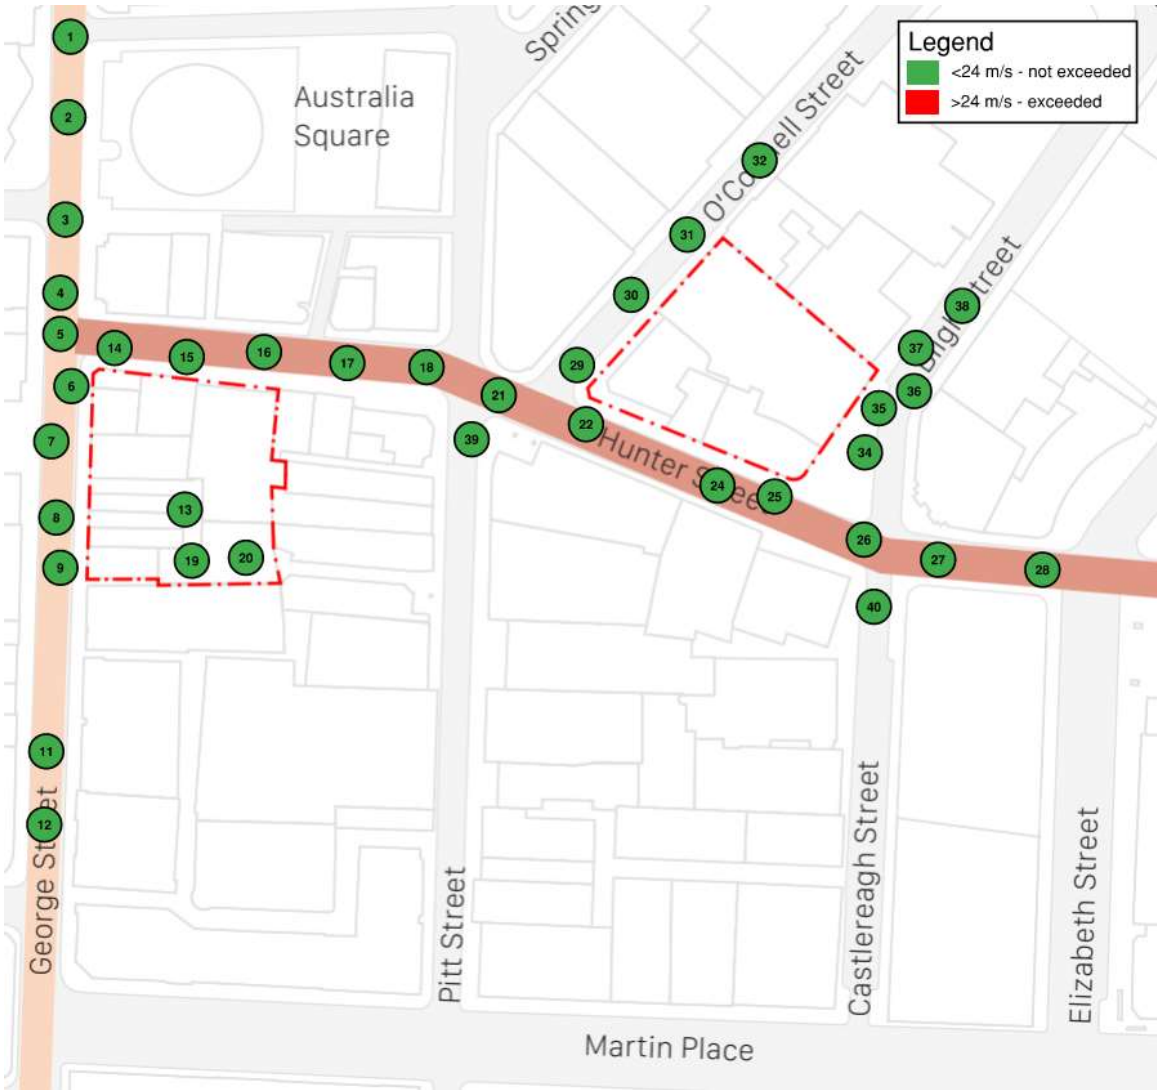 Legend
<24 m/s - not exceeded
>24 m/s - exceeded
Spring
Australia
Square
O'Connell Street
Bligh Street
Hunter Street
George Street
Pitt Street
Castlereagh Street
Elizabeth Street
Martin Place
1
2
3
4
5
6
7
8
9
11
12
13
14
15
16
17
18
19
20
21
22
24
25
26
27
28
29
30
31
32
34
35
36
37
38
39
40